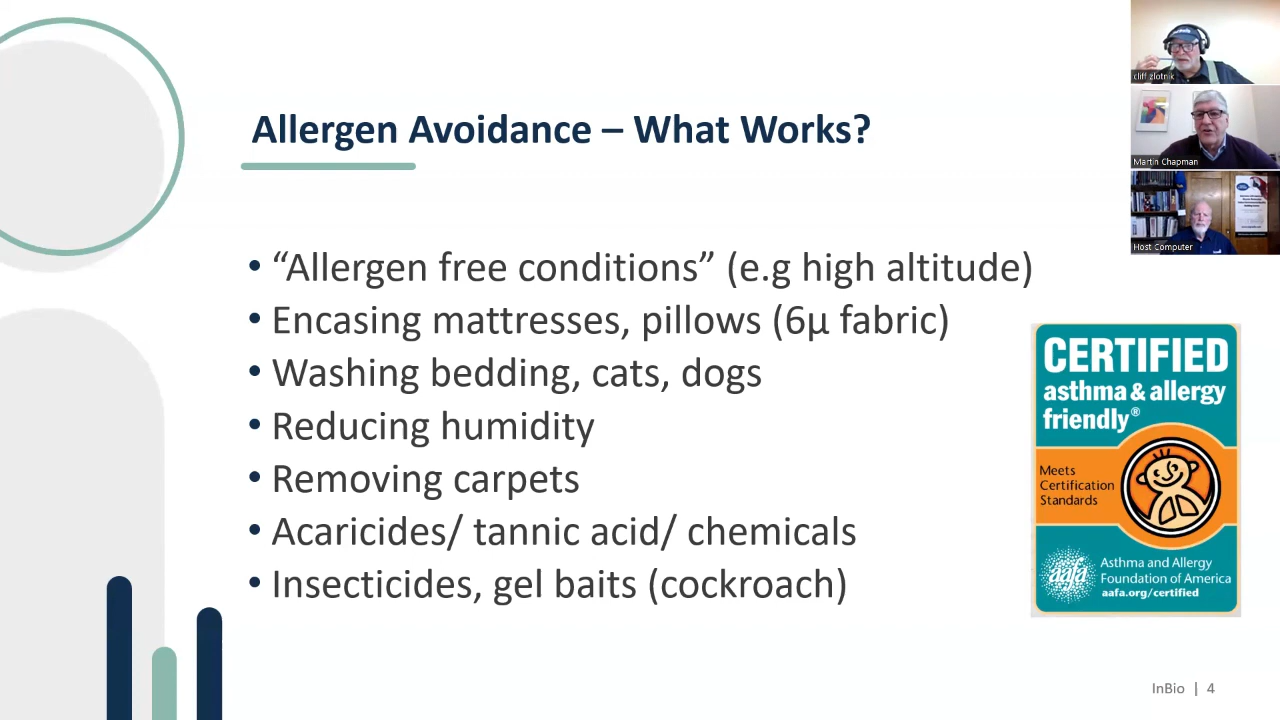 Allergen Avoidance – What Works?
• “Allergen free conditions” (e.g high altitude)
• Encasing mattresses, pillows (6µ fabric)
• Washing bedding, cats, dogs
• Reducing humidity
• Removing carpets
• Acaricides/ tannic acid/ chemicals
• Insecticides, gel baits (cockroach)
cliff zlotnik
Martin Chapman
Host Computer
CERTIFIED
asthma & allergy
friendly®
Meets
Certification
Standards
aafa
Asthma and Allergy
Foundation of America
aafa.org/certified
InBio | 4